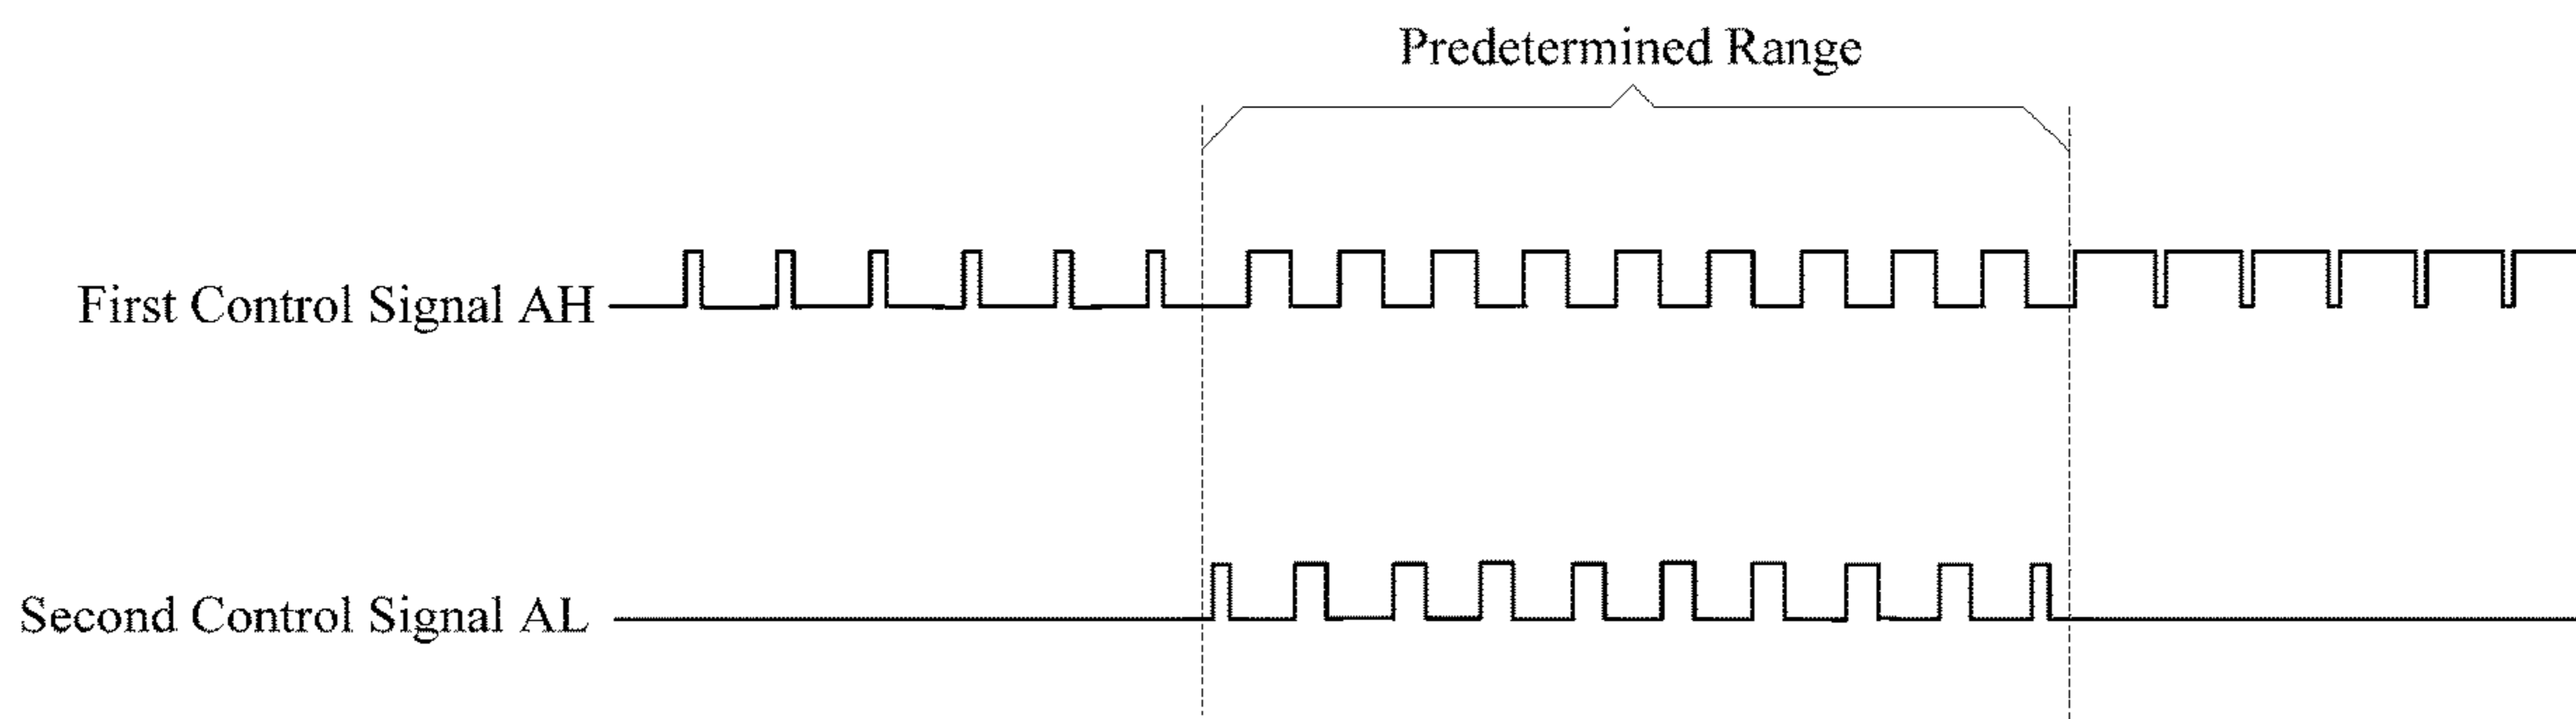 Predetermined Range
First Control Signal AH
Second Control Signal AL